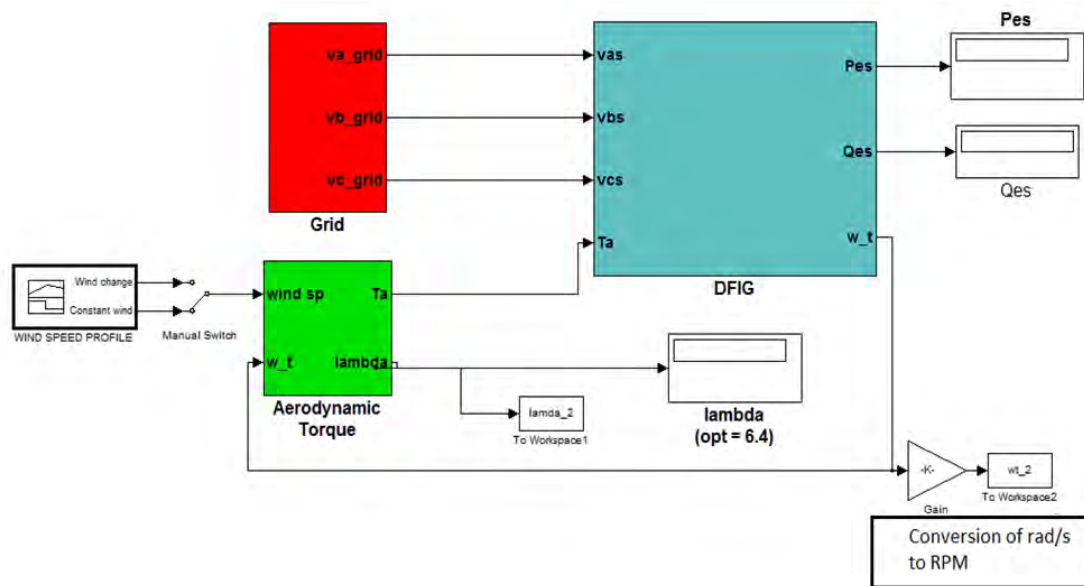 Pes
va_grid
vas
Pes
vb_grid
vbs
Qes
vc_grid
vcs
Qes
Grid
Ta
w_t
DFIG
Wind change
Constant wind
WIND SPEED PROFILE
Manual Switch
wind sp
Ta
w_t
lambda
Aerodynamic
Torque
lamda_2
To Workspace1
lambda
(opt = 6.4)
-K-
Gain
wt_2
To Workspace2
Conversion of rad/s
to RPM